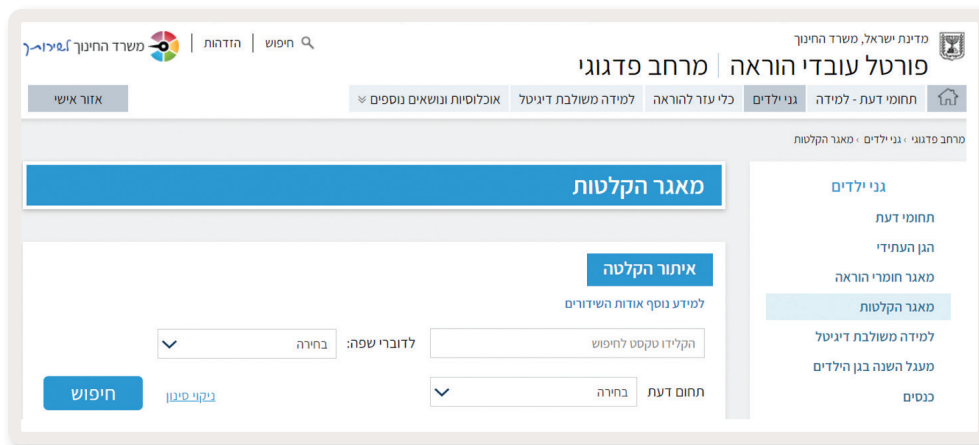 מדינת ישראל, משרד החינוך
פורטל עובדי הוראה | מרחב פדגוגי
חיפוש | הזדהות | משרד החינוך לשירותך
תחומי דעת - למידה
גני ילדים
כלי עזר להוראה
למידה משולבת דיגיטל
אוכלוסיות ונושאים נוספים
אזור אישי
מרחב פדגוגי › גני ילדים › מאגר הקלטות
גני ילדים
תחומי דעת
הגן העתידי
מאגר חומרי הוראה
מאגר הקלטות
למידה משולבת דיגיטל
מעגל השנה בגן הילדים
כנסים
מאגר הקלטות
איתור הקלטה
למידע נוסף אודות השידורים
הקלידו טקסט לחיפוש
לדוברי שפה: בחירה
תחום דעת בחירה
ניקוי סינון
חיפוש